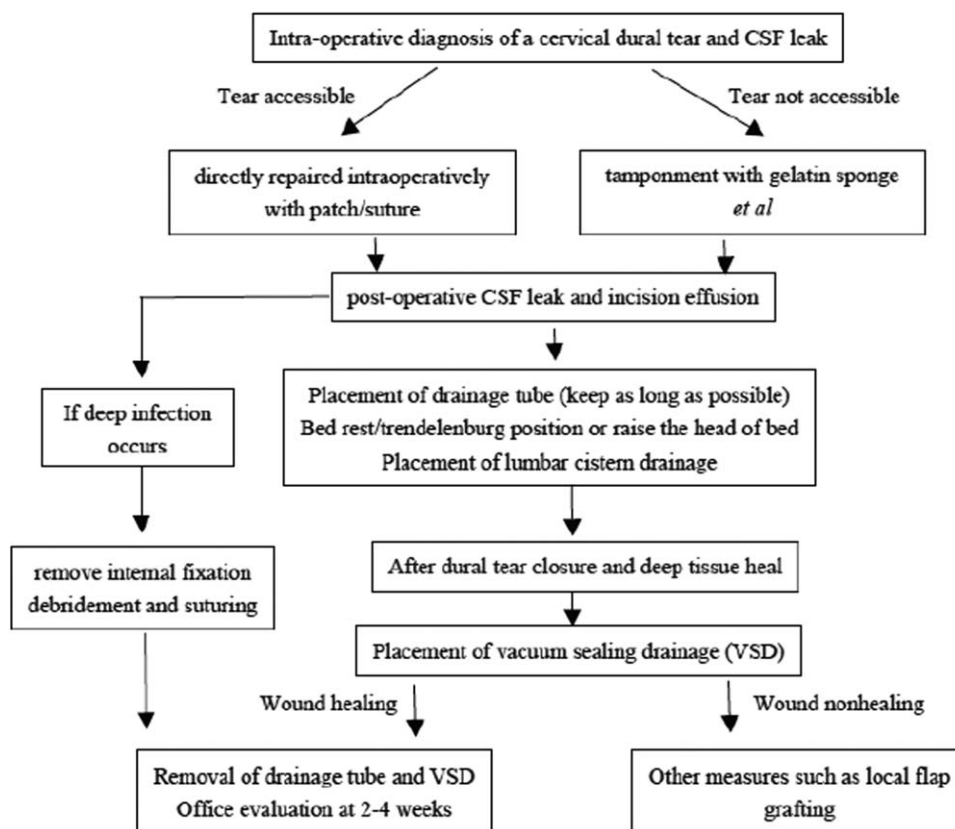 Intra-operative diagnosis of a cervical dural tear and CSF leak
Tear accessible
Tear not accessible
directly repaired intraoperatively
with patch/suture
tamponment with gelatin sponge
et al
post-operative CSF leak and incision effusion
If deep infection
occurs
Placement of drainage tube (keep as long as possible)
Bed rest/trendelenburg position or raise the head of bed
Placement of lumbar cistern drainage
remove internal fixation
debridement and suturing
After dural tear closure and deep tissue heal
Placement of vacuum sealing drainage (VSD)
Wound healing
Wound nonhealing
Removal of drainage tube and VSD
Office evaluation at 2-4 weeks
Other measures such as local flap
grafting